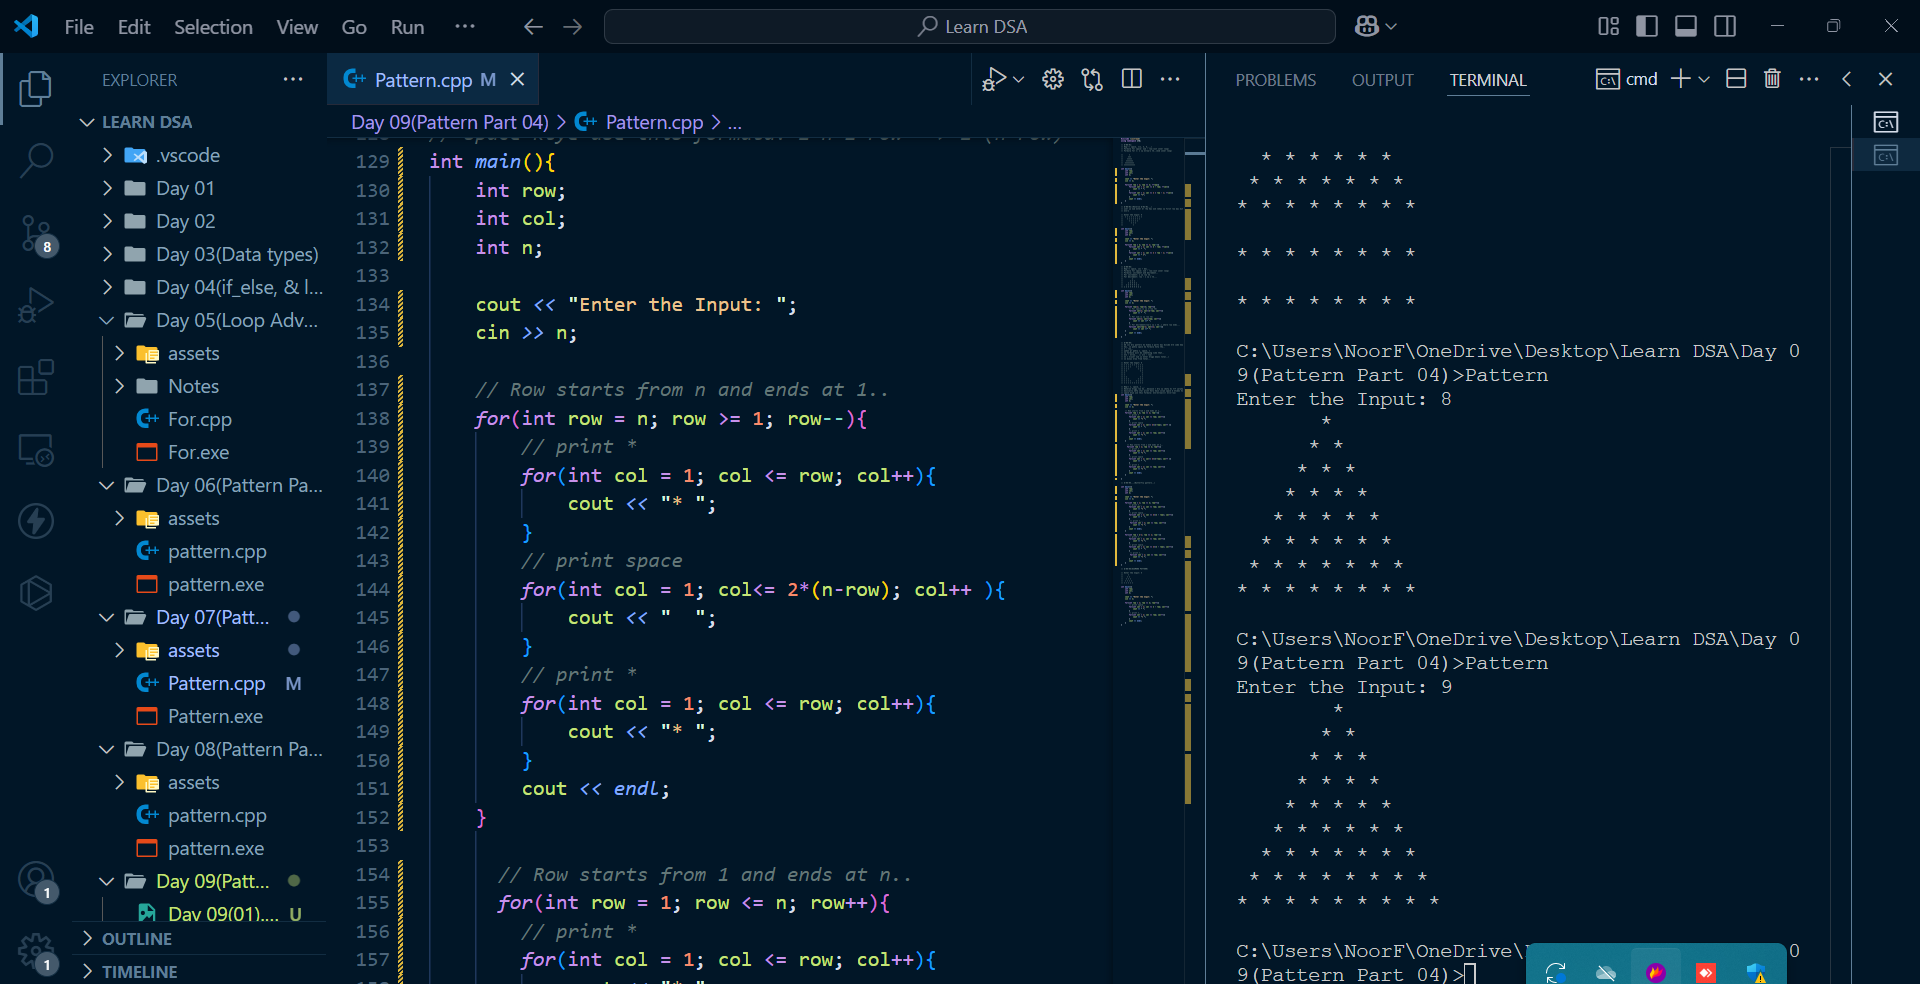 File Edit Selection View Go Run ··· Learn DSA
EXPLORER ···
LEARN DSA
.vscode
Day 01
Day 02
Day 03(Data types)
Day 04(if_else, & l...
Day 05(Loop Adv...
assets
Notes
For.cpp
For.exe
Day 06(Pattern Pa...
assets
pattern.cpp
pattern.exe
Day 07(Patt...
assets
Pattern.cpp M
Pattern.exe
Day 08(Pattern Pa...
assets
pattern.cpp
pattern.exe
Day 09(Patt...
Day 09(01).... U
OUTLINE
TIMELINE
8
1
1
Pattern.cpp M
Day 09(Pattern Part 04) > Pattern.cpp > ...
129 int main(){
130 int row;
131 int col;
132 int n;
133
134 cout << "Enter the Input: ";
135 cin >> n;
136
137 // Row starts from n and ends at 1..
138 for(int row = n; row >= 1; row--){
139 // print *
140 for(int col = 1; col <= row; col++){
141 cout << "* ";
142 }
143 // print space
144 for(int col = 1; col<= 2*(n-row); col++ ){
145 cout << "  ";
146 }
147 // print *
148 for(int col = 1; col <= row; col++){
149 cout << "* ";
150 }
151 cout << endl;
152 }
153
154 // Row starts from 1 and ends at n..
155 for(int row = 1; row <= n; row++){
156 // print *
157 for(int col = 1; col <= row; col++){
PROBLEMS OUTPUT TERMINAL cmd
* * * * * *
* * * * * * *
* * * * * * * *
* * * * * * * *
* * * * * * * *
C:\Users\NoorF\OneDrive\Desktop\Learn DSA\Day 0
9(Pattern Part 04)>Pattern
Enter the Input: 8
*
* *
* * *
* * * *
* * * * *
* * * * * *
* * * * * * *
* * * * * * * *
C:\Users\NoorF\OneDrive\Desktop\Learn DSA\Day 0
9(Pattern Part 04)>Pattern
Enter the Input: 9
*
* *
* * *
* * * *
* * * * *
* * * * * *
* * * * * * *
* * * * * * * *
* * * * * * * * *
C:\Users\NoorF\OneDrive\ 0
9(Pattern Part 04)>